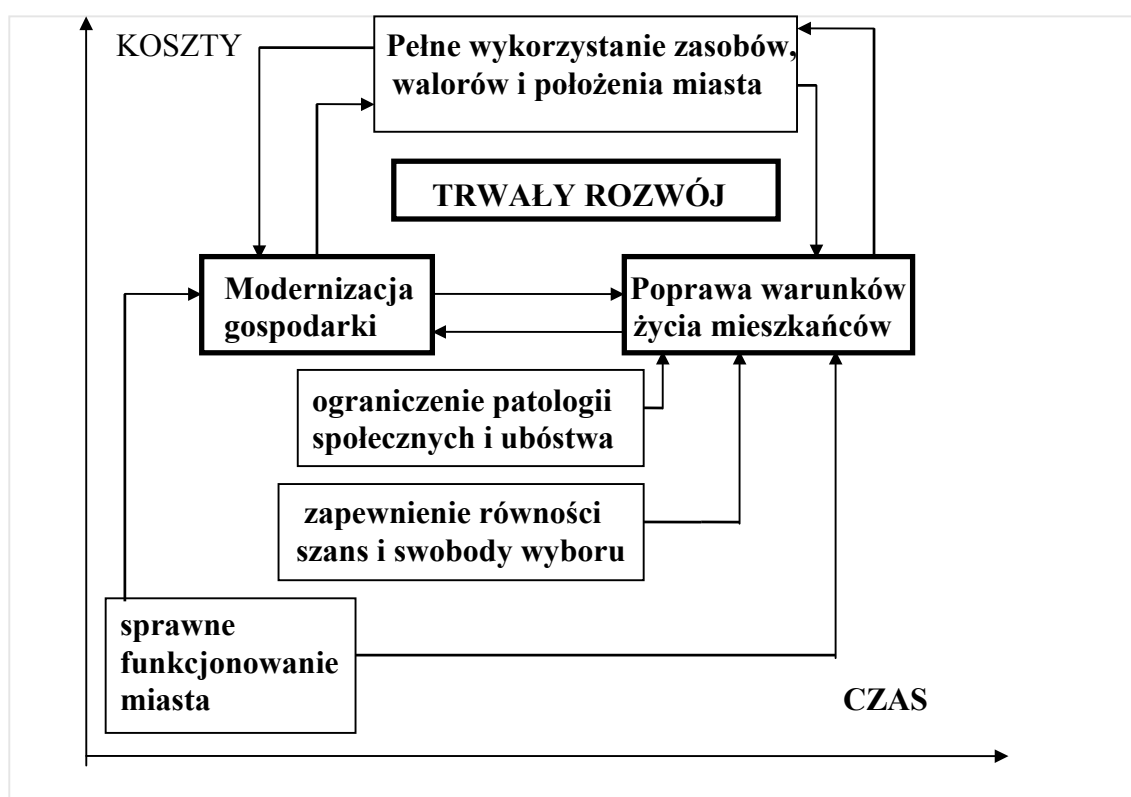 KOSZTY
Pełne wykorzystanie zasobów,
walorów i położenia miasta
TRWAŁY ROZWÓJ
Modernizacja
gospodarki
Poprawa warunków
życia mieszkańców
ograniczenie patologii
społecznych i ubóstwa
zapewnienie równości
szans i swobody wyboru
sprawne
funkcjonowanie
miasta
CZAS